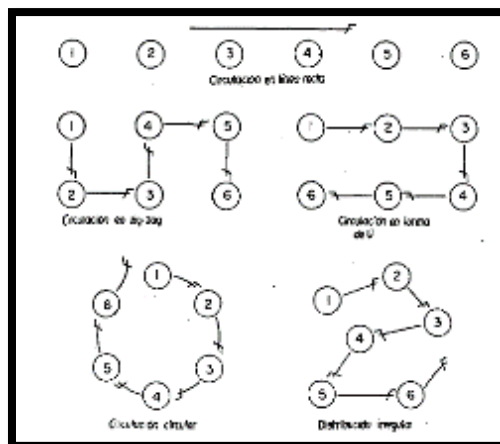 1 2 3 4 5 6
Circulación en línea recta
1 4 5
2 3 6
Circulación en zig-zag
1 2 3
6 5 4
Circulación en forma
de U
1
6 2
5 3
4
Circulación circular
2
1 3
4
5 6
Distribución irregular